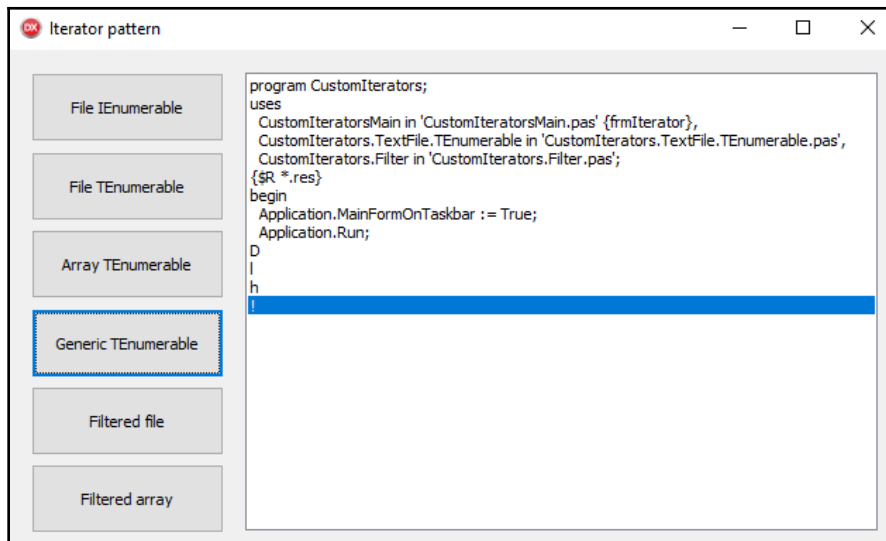 DX Iterator pattern
File IEnumerable
File TEnumerable
Array TEnumerable
Generic TEnumerable
Filtered file
Filtered array
program CustomIterators;
uses
  CustomIteratorsMain in 'CustomIteratorsMain.pas' {frmIterator},
  CustomIterators.TextFile.TEnumerable in 'CustomIterators.TextFile.TEnumerable.pas',
  CustomIterators.Filter in 'CustomIterators.Filter.pas';
{$R *.res}
begin
  Application.MainFormOnTaskbar := True;
  Application.Run;
D
l
h
!